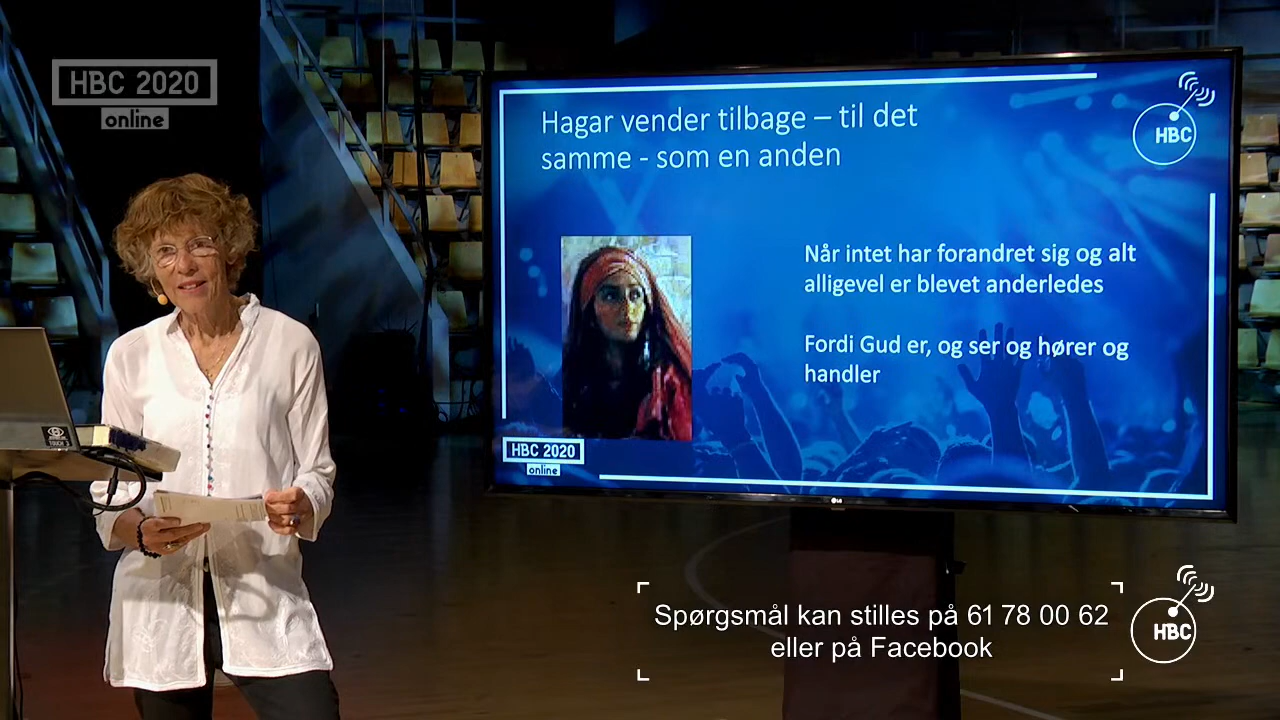 HBC 2020
online
Hagar vender tilbage – til det
samme - som en anden
HBC
Når intet har forandret sig og alt
alligevel er blevet anderledes
Fordi Gud er, og ser og hører og
handler
HBC 2020
online
LG
Spørgsmål kan stilles på 61 78 00 62
eller på Facebook
HBC